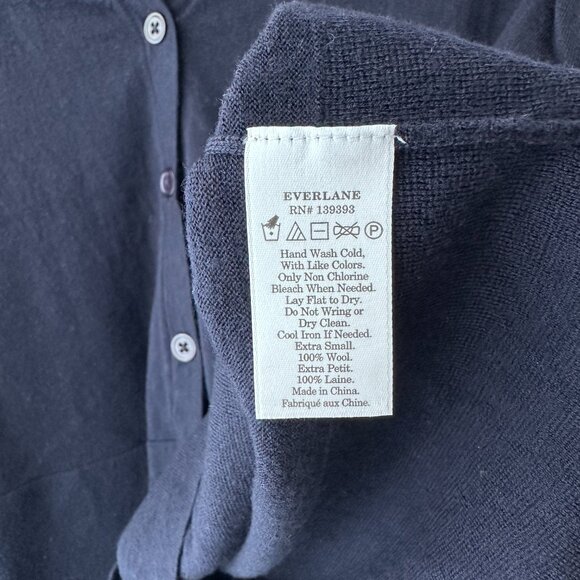 EVERLANE
RN# 139393
Hand Wash Cold,
With Like Colors.
Only Non Chlorine
Bleach When Needed.
Lay Flat to Dry.
Do Not Wring or
Dry Clean.
Cool Iron If Needed.
Extra Small.
100% Wool.
Extra Petit.
100% Laine.
Made in China.
Fabriqué aux Chine.